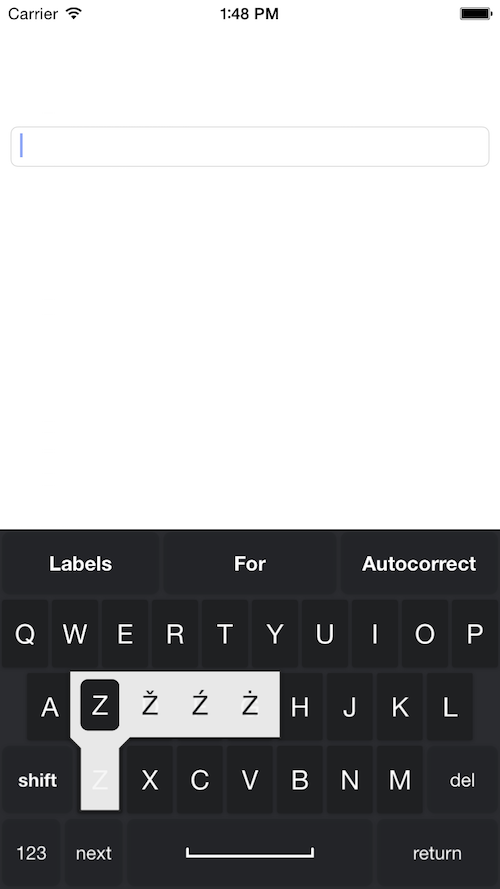 Carrier 1:48 PM
Labels For Autocorrect
Q W E R T Y U I O P
A Z Ž Ź Ż H J K L
shift Z X C V B N M del
123 next return